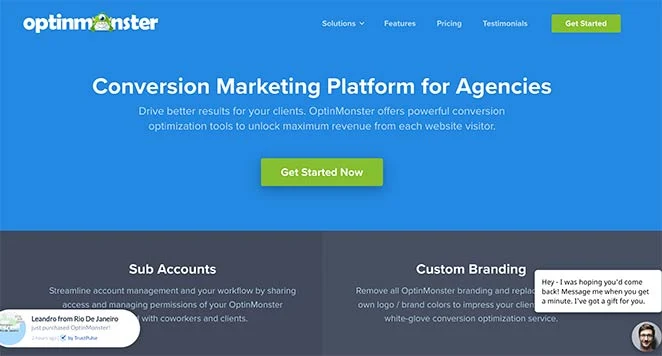 optinmonster
Solutions
Features
Pricing
Testimonials
Get Started
Conversion Marketing Platform for Agencies
Drive better results for your clients. OptinMonster offers powerful conversion
optimization tools to unlock maximum revenue from each website visitor.
Get Started Now
Sub Accounts
Streamline account management and your workflow by sharing
access and managing permissions of your OptinMonster
with coworkers and clients.
Custom Branding
Remove all OptinMonster branding and replac
own logo / brand colors to impress your clien
white-glove conversion optimization service.
Leandro from Rio De Janeiro
just purchased OptinMonster!
2 hours ago
by TrustPulse
Hey - I was hoping you'd come
back! Message me when you get
a minute. I've got a gift for you.